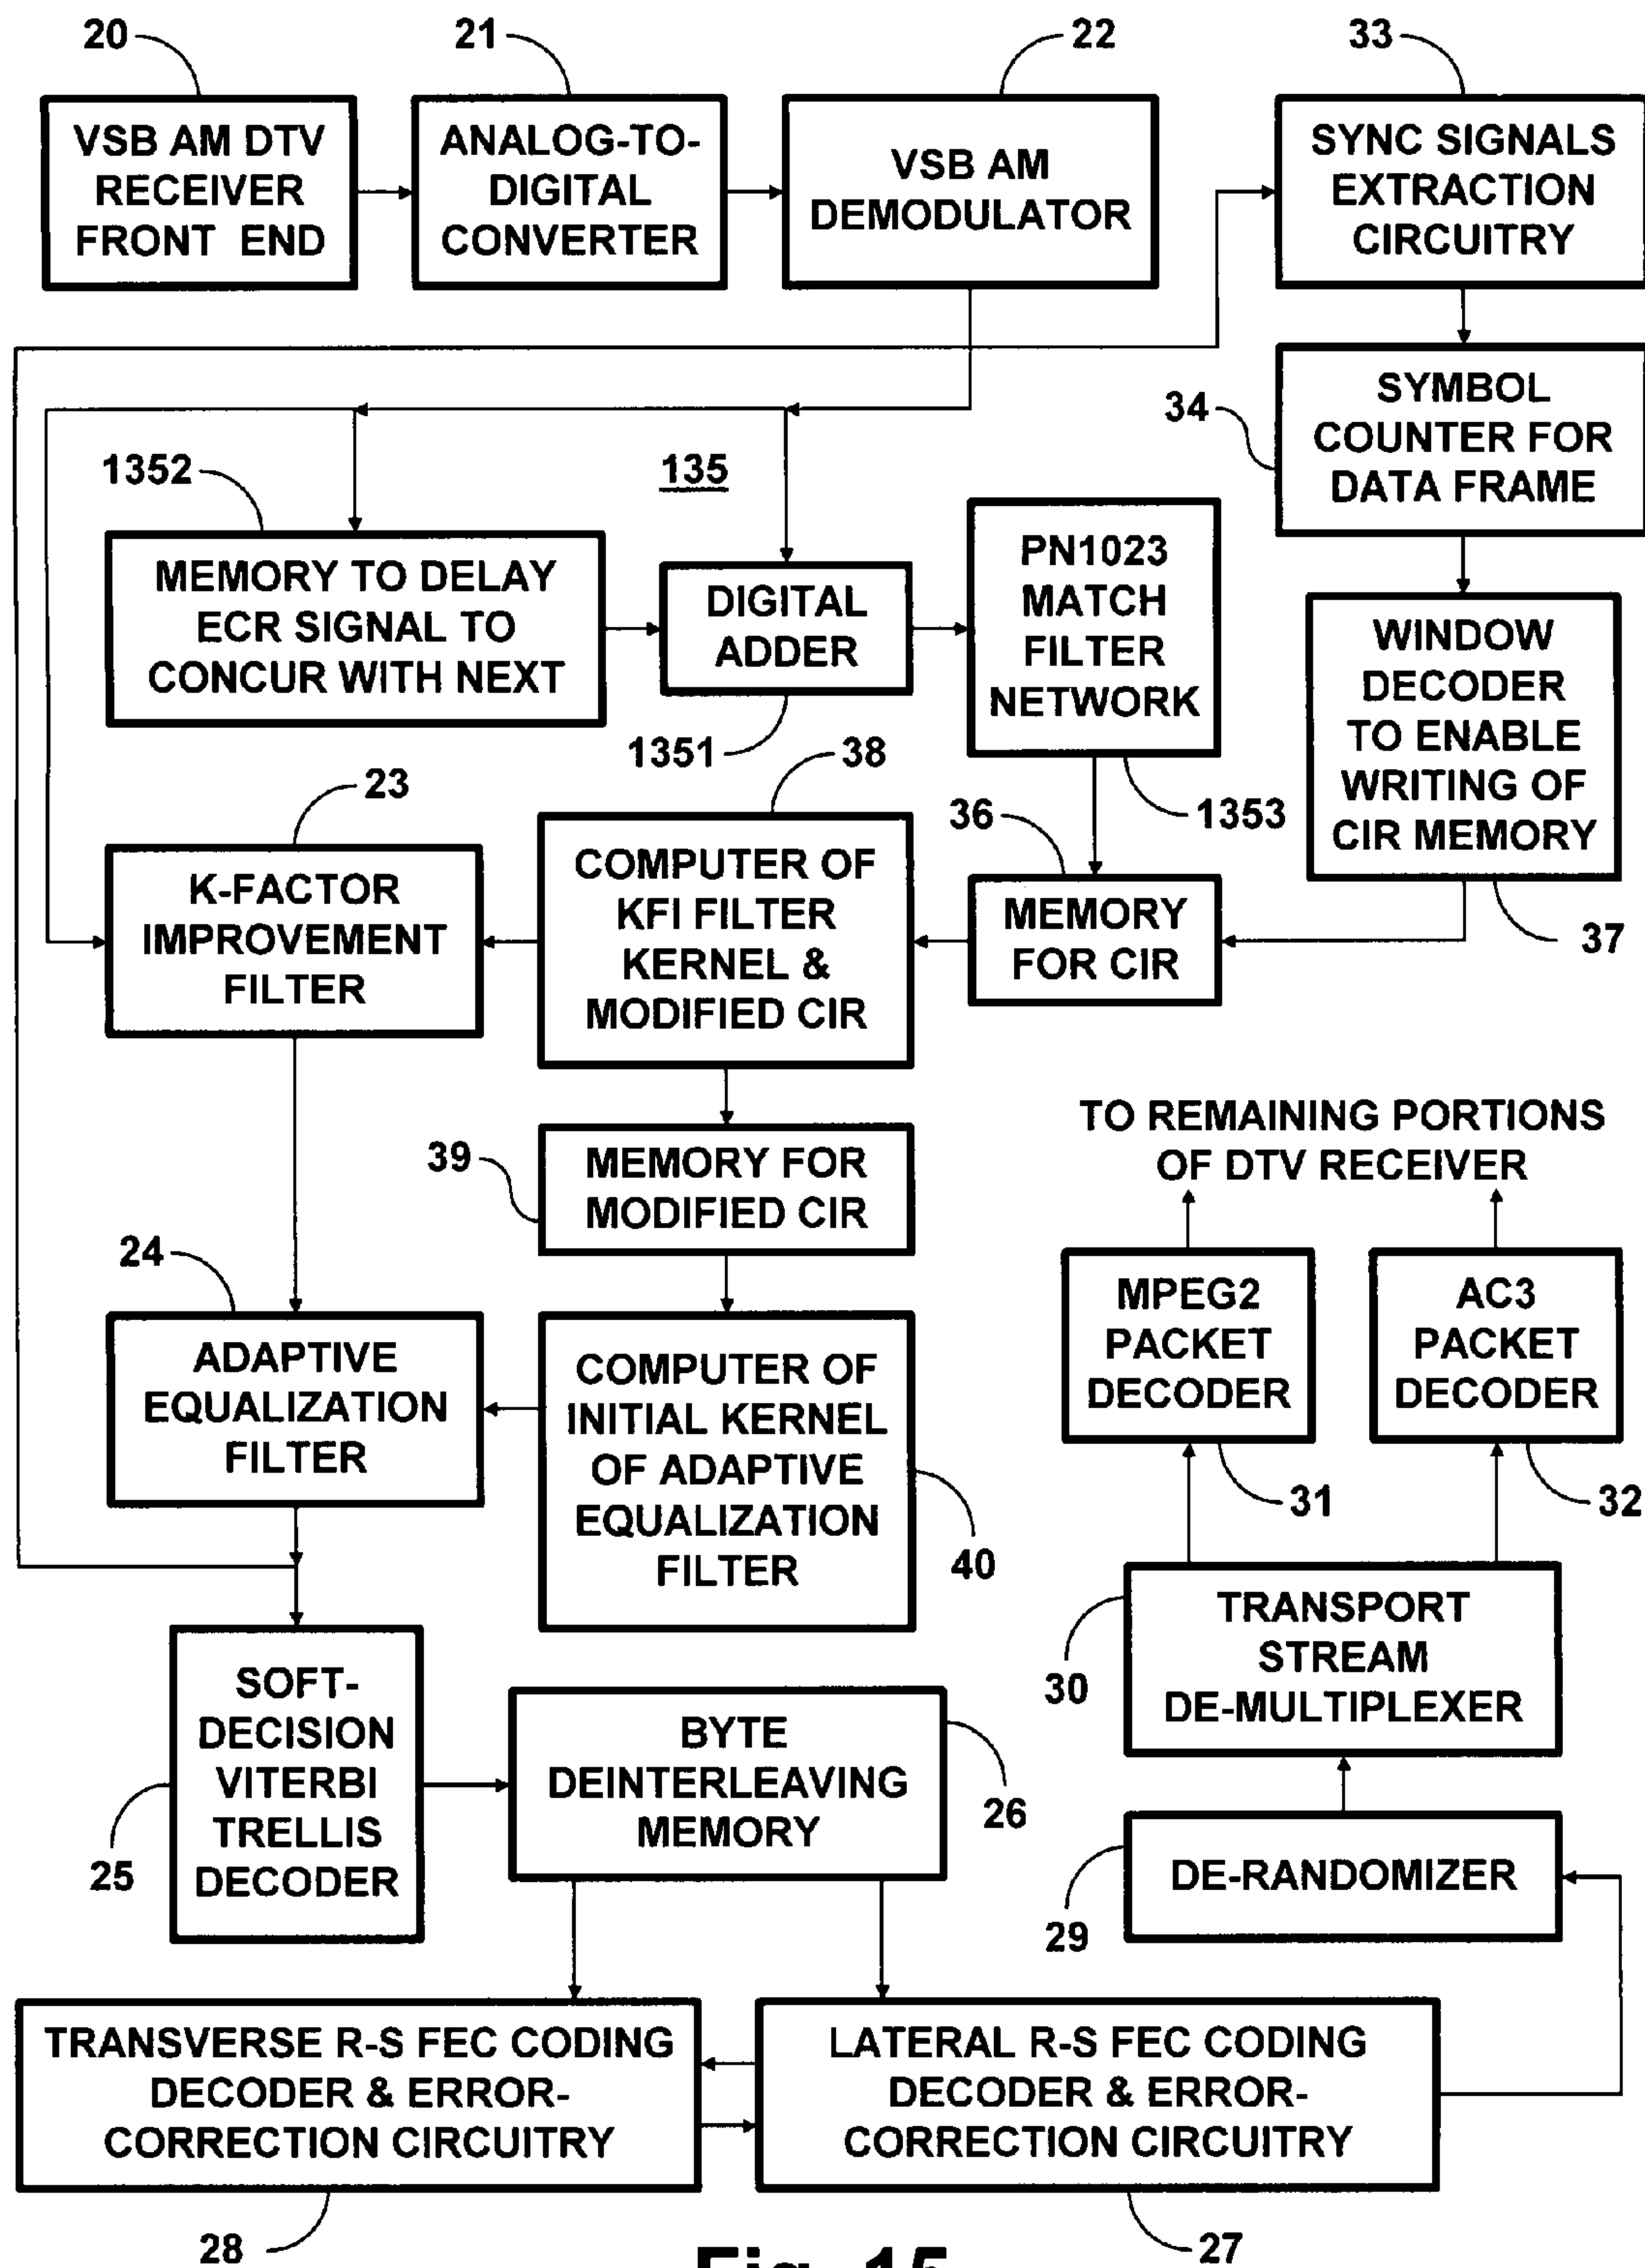 20
21
22
33
VSB AM DTV
RECEIVER
FRONT END
ANALOG-TO-
DIGITAL
CONVERTER
VSB AM
DEMODULATOR
SYNC SIGNALS
EXTRACTION
CIRCUITRY
34
SYMBOL
COUNTER FOR
DATA FRAME
1352
135
MEMORY TO DELAY
ECR SIGNAL TO
CONCUR WITH NEXT
DIGITAL
ADDER
1351
PN1023
MATCH
FILTER
NETWORK
1353
WINDOW
DECODER
TO ENABLE
WRITING OF
CIR MEMORY
37
23
K-FACTOR
IMPROVEMENT
FILTER
38
COMPUTER OF
KFI FILTER
KERNEL &
MODIFIED CIR
36
MEMORY
FOR CIR
39
MEMORY FOR
MODIFIED CIR
TO REMAINING PORTIONS
OF DTV RECEIVER
24
ADAPTIVE
EQUALIZATION
FILTER
COMPUTER OF
INITIAL KERNEL
OF ADAPTIVE
EQUALIZATION
FILTER
40
MPEG2
PACKET
DECODER
31
AC3
PACKET
DECODER
32
30
TRANSPORT
STREAM
DE-MULTIPLEXER
SOFT-
DECISION
VITERBI
TRELLIS
DECODER
25
BYTE
DEINTERLEAVING
MEMORY
26
DE-RANDOMIZER
29
TRANSVERSE R-S FEC CODING
DECODER & ERROR-
CORRECTION CIRCUITRY
28
LATERAL R-S FEC CODING
DECODER & ERROR-
CORRECTION CIRCUITRY
27
Fig. 15